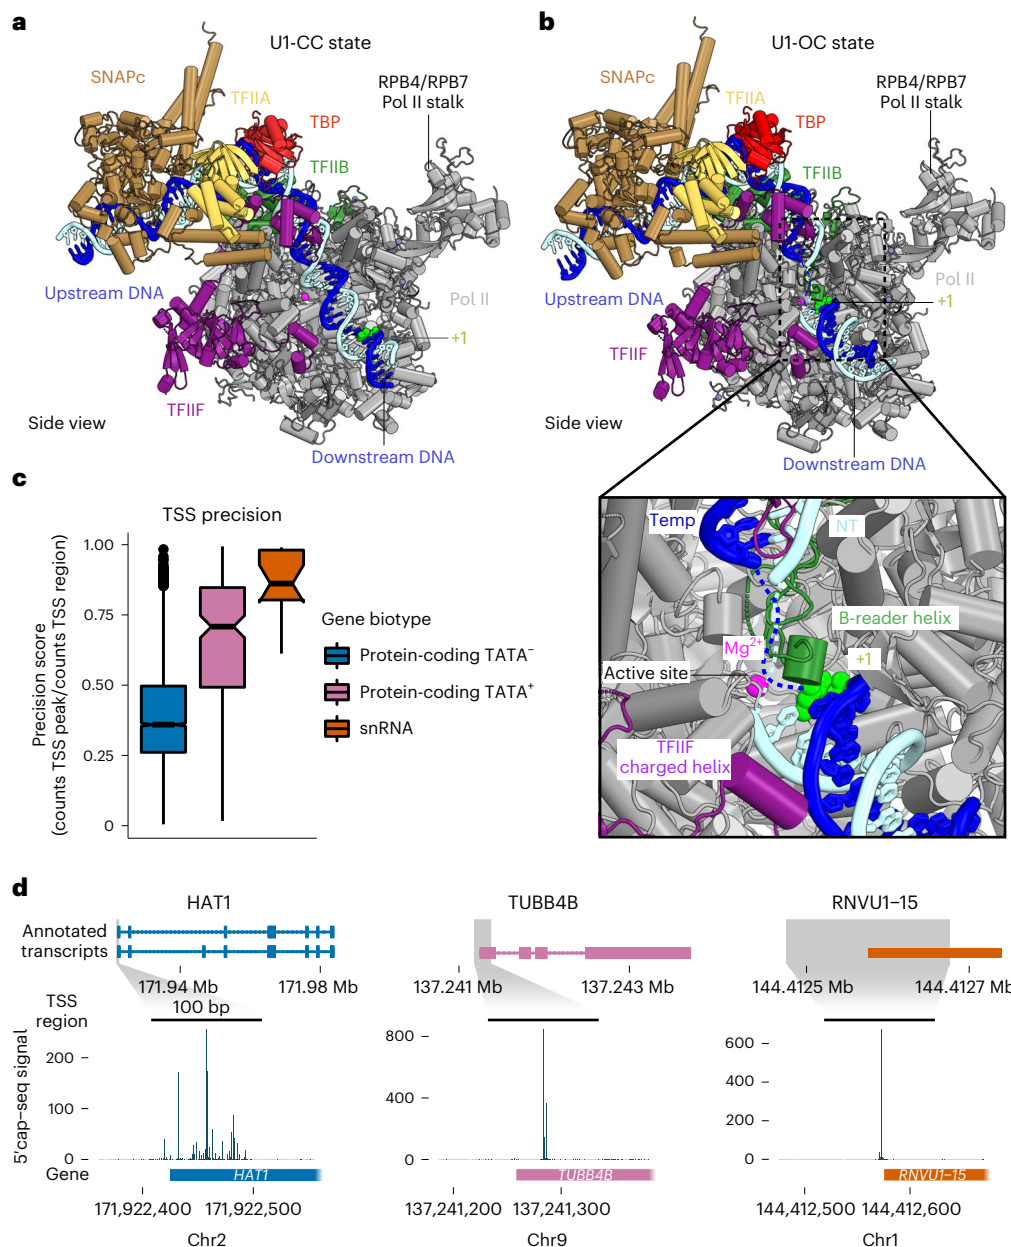 a
U1-CC state
SNAPc
TFIIA
TBP
TFIIB
RPB4/RPB7
Pol II stalk
Upstream DNA
Pol II
+1
TFIIF
Side view
Downstream DNA
b
U1-OC state
SNAPc
TFIIA
TBP
TFIIB
RPB4/RPB7
Pol II stalk
Upstream DNA
Pol II
+1
TFIIF
Side view
Downstream DNA
Temp
NT
B-reader helix
Mg2+
+1
Active site
TFIIF
charged helix
c
TSS precision
Precision score
(counts TSS peak/counts TSS region)
1.00
0.75
0.50
0.25
0
Gene biotype
Protein-coding TATA−
Protein-coding TATA+
snRNA
d
HAT1
TUBB4B
RNVU1–15
Annotated
transcripts
171.94 Mb
171.98 Mb
137.241 Mb
137.243 Mb
144.4125 Mb
144.4127 Mb
TSS
region
100 bp
5′cap–seq signal
200
100
0
800
400
0
600
400
200
0
Gene
HAT1
TUBB4B
RNVU1–15
171,922,400
171,922,500
137,241,200
137,241,300
144,412,500
144,412,600
Chr2
Chr9
Chr1